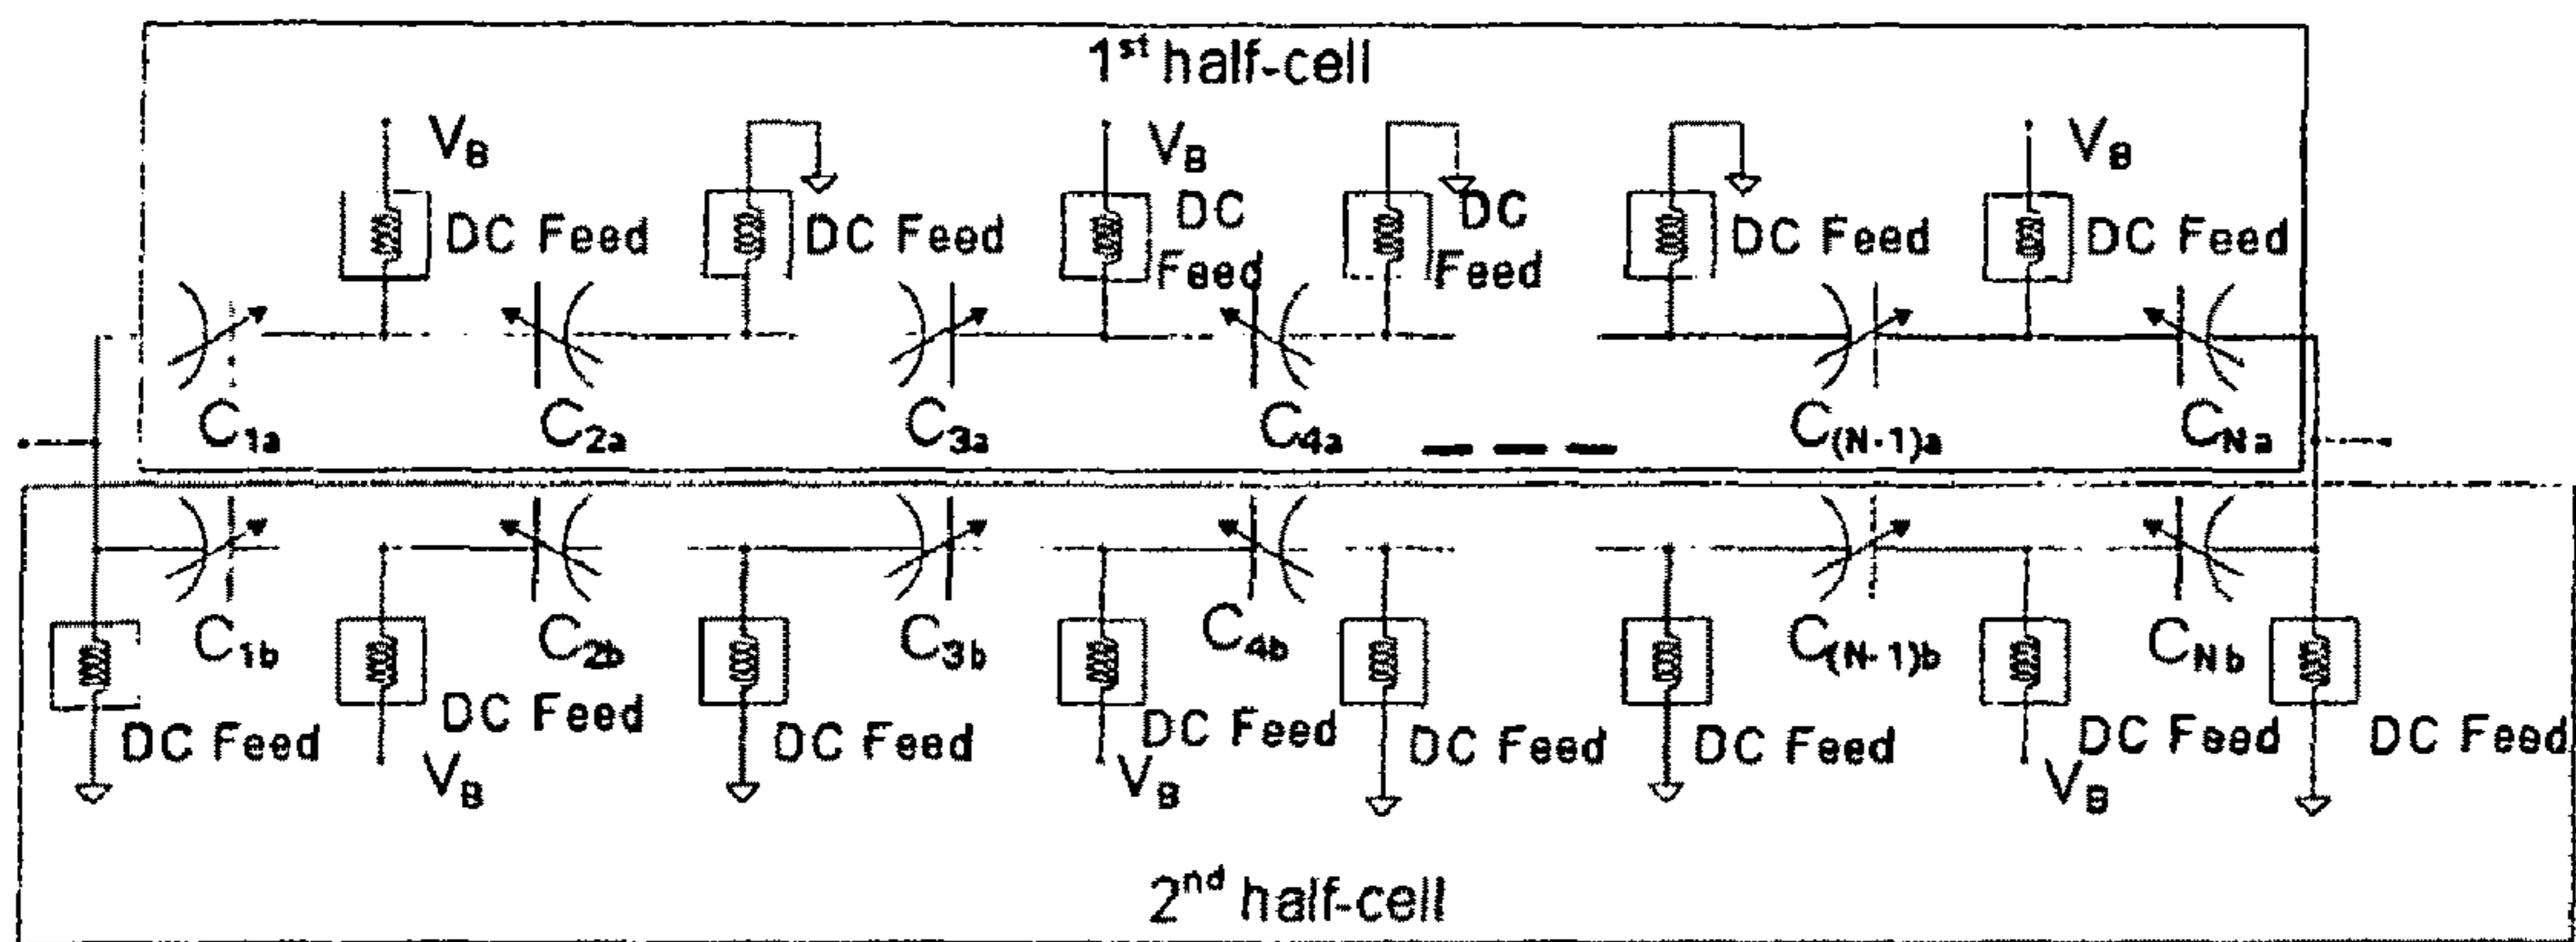 1st half-cell
VB VB VB
DC Feed DC Feed DC Feed DC Feed DC Feed DC Feed
C1a C2a C3a C4a C(N-1)a CNa
C1b C2b C3b C4b C(N-1)b CNb
DC Feed DC Feed DC Feed DC Feed DC Feed DC Feed DC Feed DC Feed
VB VB VB
2nd half-cell